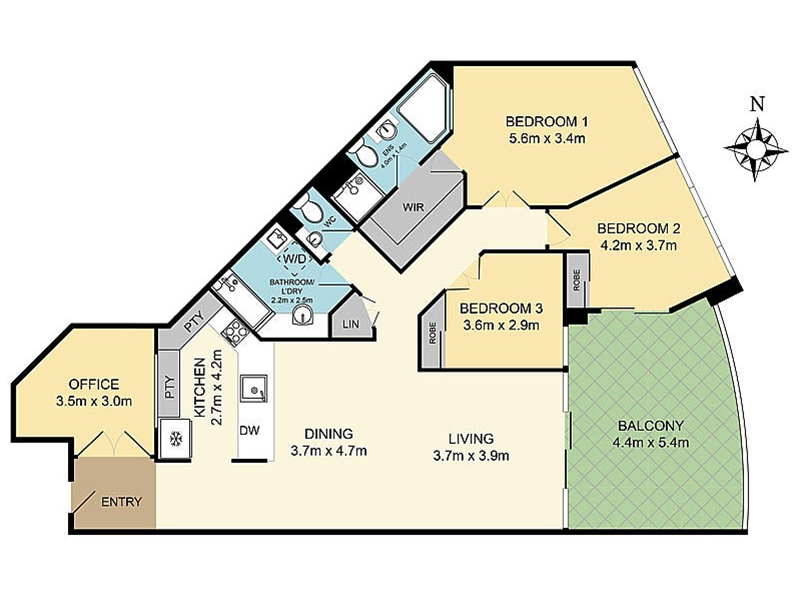 N
BEDROOM 1
5.6m x 3.4m
ENS
4.0m x 1.4m
WIR
WC
BEDROOM 2
4.2m x 3.7m
W/D
BATHROOM/
L'DRY
2.2m x 2.5m
ROBE
BEDROOM 3
3.6m x 2.9m
ROBE
LIN
PTY
PTY
KITCHEN
2.7m x 4.2m
OFFICE
3.5m x 3.0m
DW
DINING
3.7m x 4.7m
LIVING
3.7m x 3.9m
BALCONY
4.4m x 5.4m
ENTRY